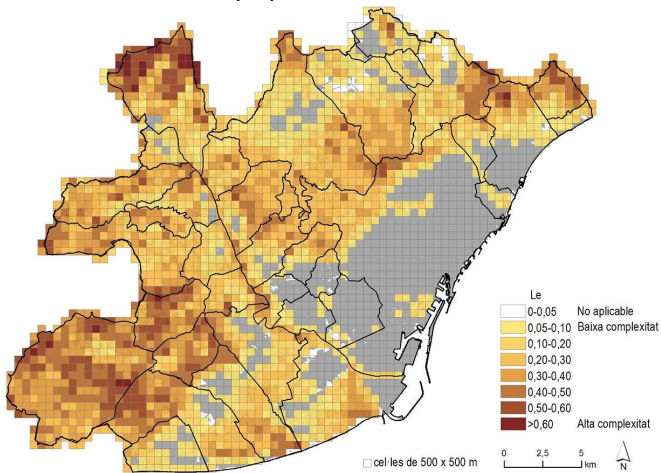 Le
0-0,05 No aplicable
0,05-0,10 Baixa complexitat
0,10-0,20
0,20-0,30
0,30-0,40
0,40-0,50
0,50-0,60
>0,60 Alta complexitat
cel·les de 500 x 500 m
0 2,5 5
km
N